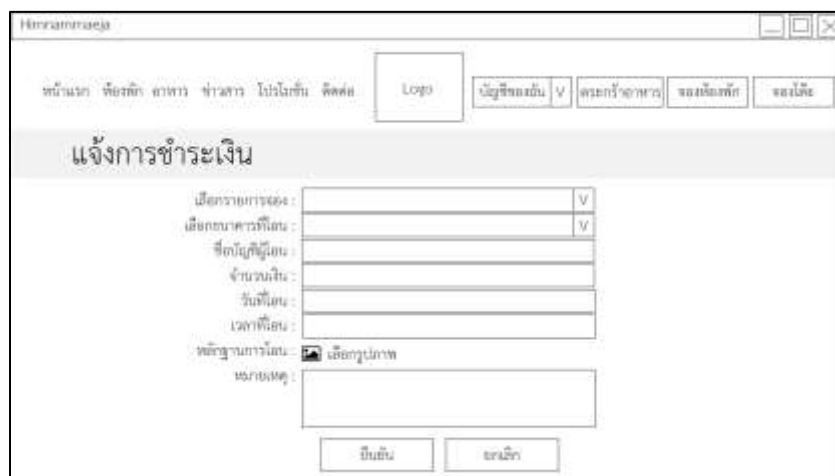 Himnammaeja
หน้าแรก ห้องพัก อาหาร ข่าวสาร โปรโมชั่น ติดต่อ Logo บัญชีของฉัน V ตระกร้าอาหาร จองห้องพัก จองโต๊ะ
แจ้งการชำระเงิน
เลือกรายการจอง : V
เลือกธนาคารที่โอน : V
ชื่อบัญชีผู้โอน :
จำนวนเงิน :
วันที่โอน :
เวลาที่โอน :
หลักฐานการโอน : เลือกรูปภาพ
หมายเหตุ :
ยืนยัน ยกเลิก